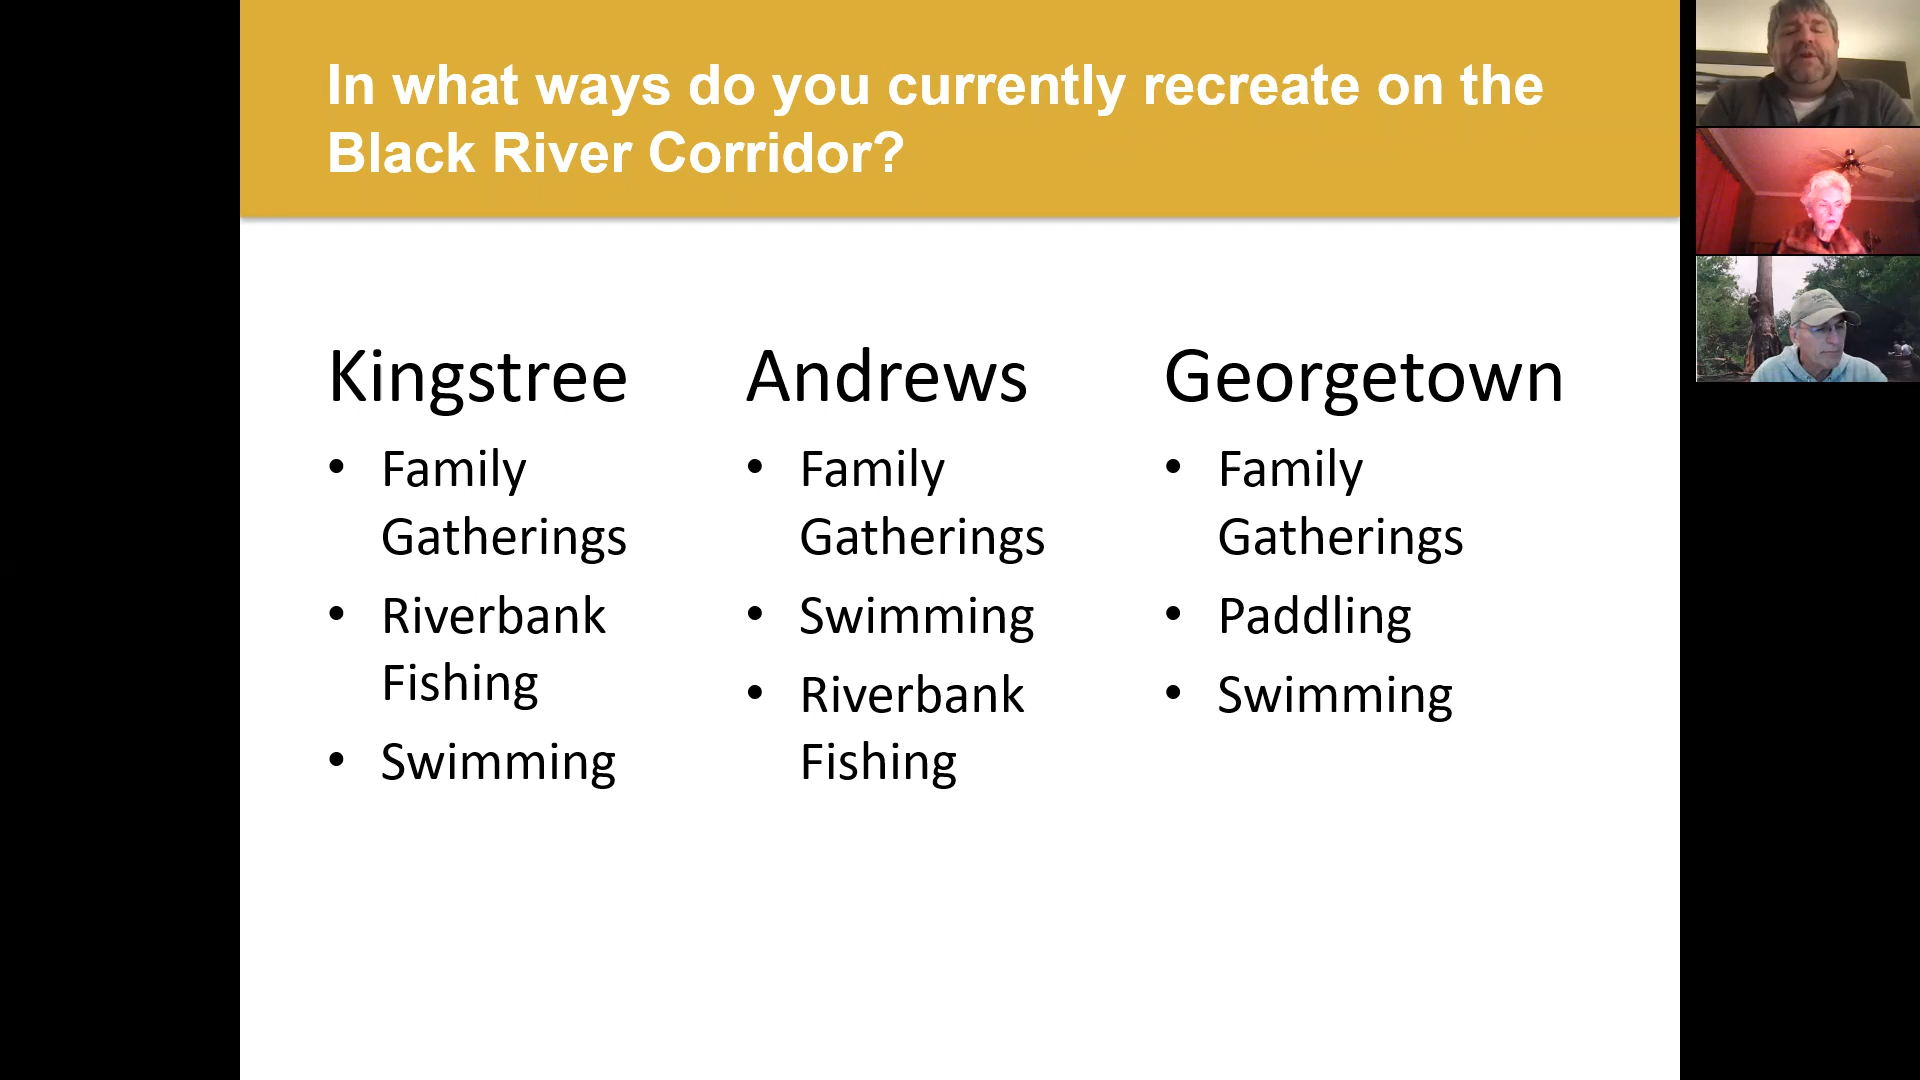 In what ways do you currently recreate on the
Black River Corridor?
Kingstree
• Family
Gatherings
• Riverbank
Fishing
• Swimming
Andrews
• Family
Gatherings
• Swimming
• Riverbank
Fishing
Georgetown
• Family
Gatherings
• Paddling
• Swimming